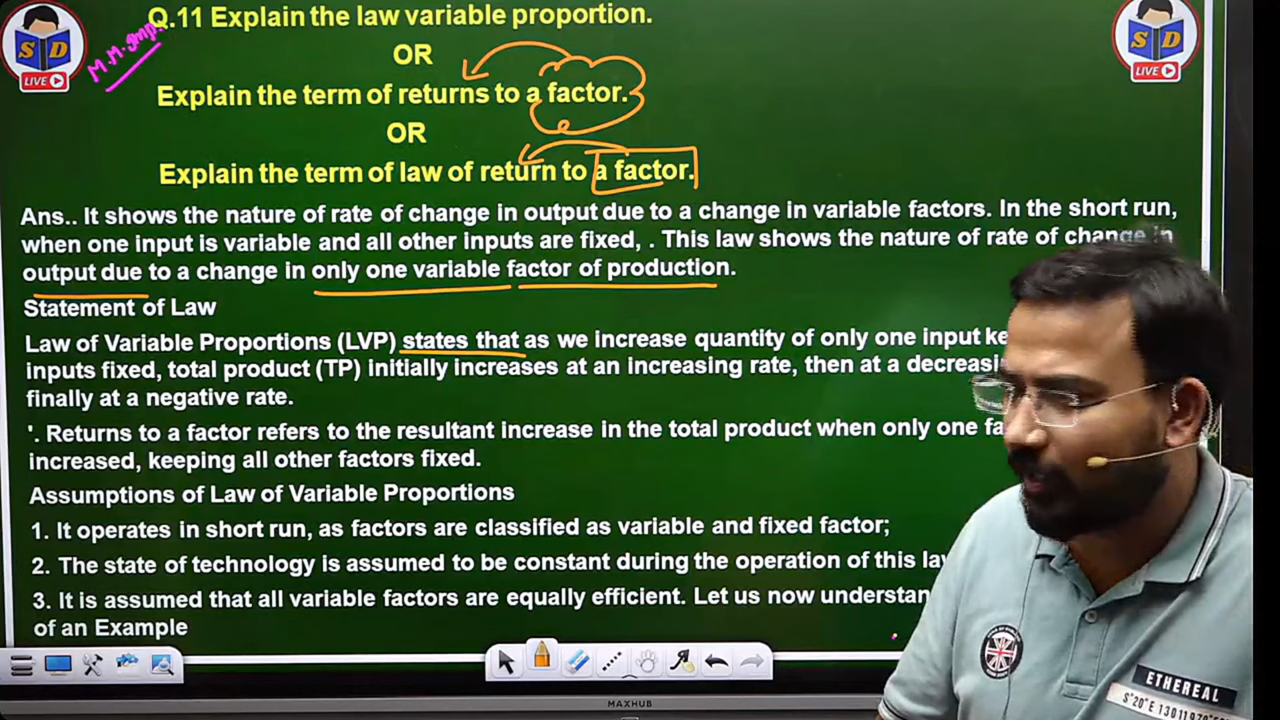 Q.11 Explain the law variable proportion.
M.M.Imp.
OR
Explain the term of returns to a factor.
OR
Explain the term of law of return to a factor.
Ans.. It shows the nature of rate of change in output due to a change in variable factors. In the short run,
when one input is variable and all other inputs are fixed, . This law shows the nature of rate of change in
output due to a change in only one variable factor of production.
Statement of Law
Law of Variable Proportions (LVP) states that as we increase quantity of only one input
inputs fixed, total product (TP) initially increases at an increasing rate, then at a
finally at a negative rate.
'. Returns to a factor refers to the resultant increase in the total product when only one
increased, keeping all other factors fixed.
Assumptions of Law of Variable Proportions
1. It operates in short run, as factors are classified as variable and fixed factor;
2. The state of technology is assumed to be constant during the operation of this
3. It is assumed that all variable factors are equally efficient. Let us now
of an Example
SD
LIVE
SD
LIVE
MAXHUB
ETHEREAL